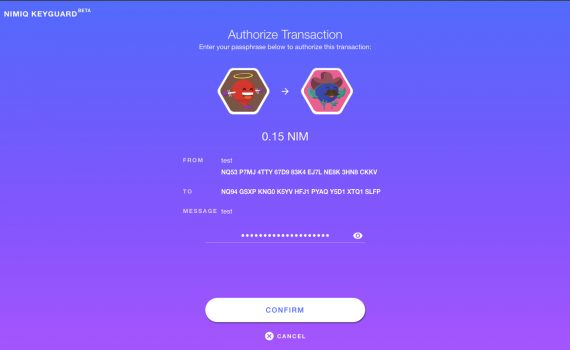 NIMIQ KEYGUARD BETA
Authorize Transaction
Enter your passphrase below to authorize this transaction:
0.15 NIM
FROM test
NQ53 P7MJ 4TTY 67D9 83K4 EJ7L NE8K 3HN8 CKKV
TO NQ94 GSXP KNG0 K5YV HFJ1 PYAQ Y5D1 XTQ1 SLFP
MESSAGE test
CONFIRM
CANCEL